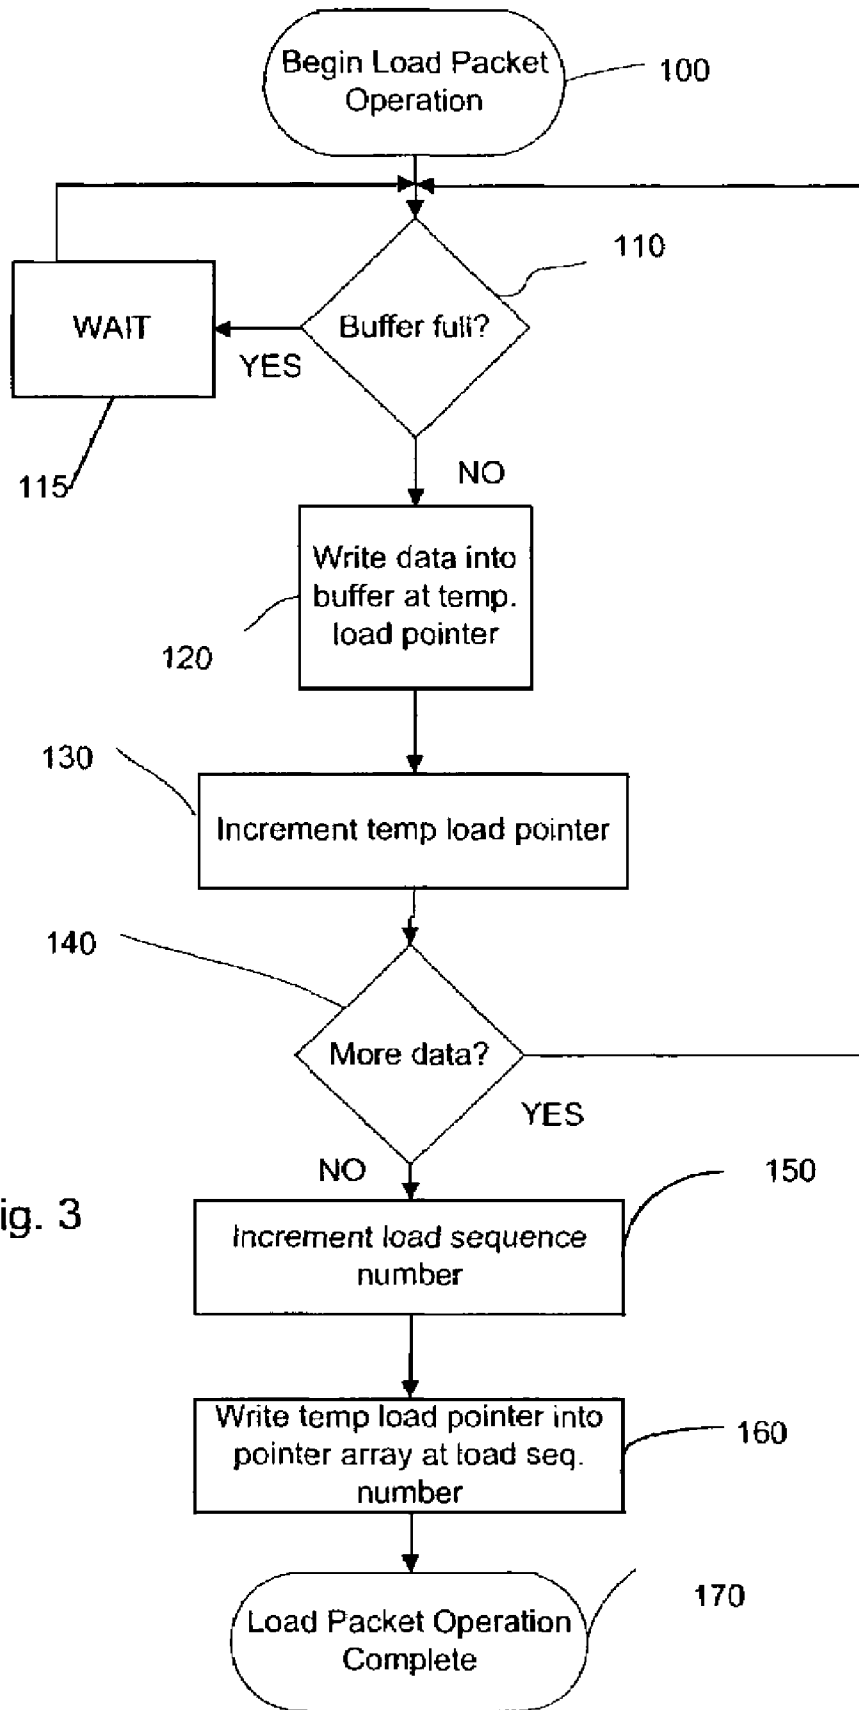 Begin Load Packet
Operation
100
110
WAIT
Buffer full?
YES
115
NO
Write data into
buffer at temp.
load pointer
120
130
Increment temp load pointer
140
More data?
YES
NO
150
ig. 3
Increment load sequence
number
Write temp load pointer into
pointer array at load seq.
number
160
170
Load Packet Operation
Complete